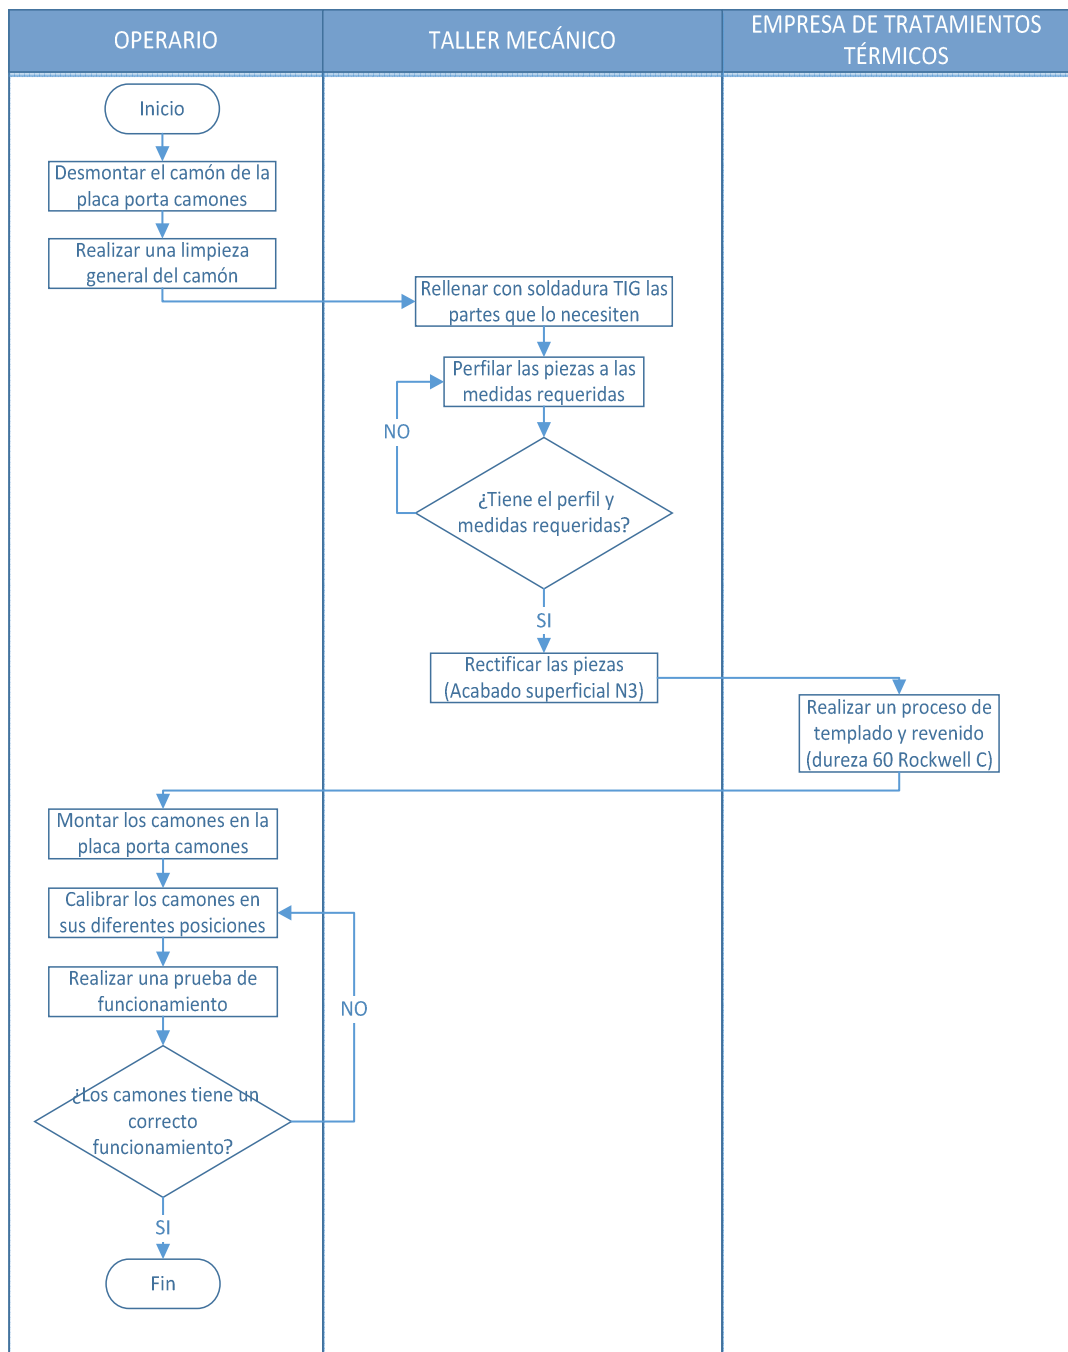 OPERARIO
TALLER MECÁNICO
EMPRESA DE TRATAMIENTOS
TÉRMICOS
Inicio
Desmontar el camón de la
placa porta camones
Realizar una limpieza
general del camón
Rellenar con soldadura TIG las
partes que lo necesiten
Perfilar las piezas a las
medidas requeridas
NO
¿Tiene el perfil y
medidas requeridas?
SI
Rectificar las piezas
(Acabado superficial N3)
Realizar un proceso de
templado y revenido
(dureza 60 Rockwell C)
Montar los camones en la
placa porta camones
Calibrar los camones en
sus diferentes posiciones
Realizar una prueba de
funcionamiento
NO
¿Los camones tiene un
correcto
funcionamiento?
SI
Fin